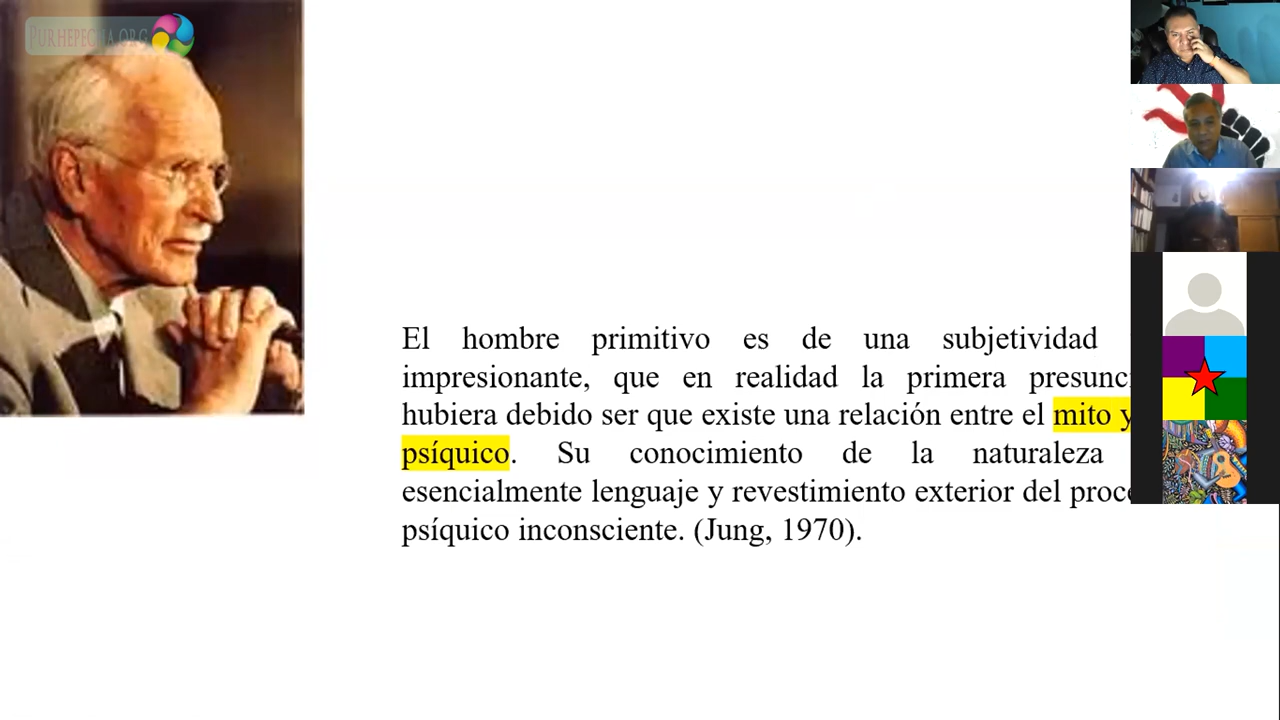 PURHEPECHA.ORG
El hombre primitivo es de una subjetividad
impresionante, que en realidad la primera
hubiera debido ser que existe una relación entre el mito y
psíquico. Su conocimiento de la naturaleza
esencialmente lenguaje y revestimiento exterior del
psíquico inconsciente. (Jung, 1970).